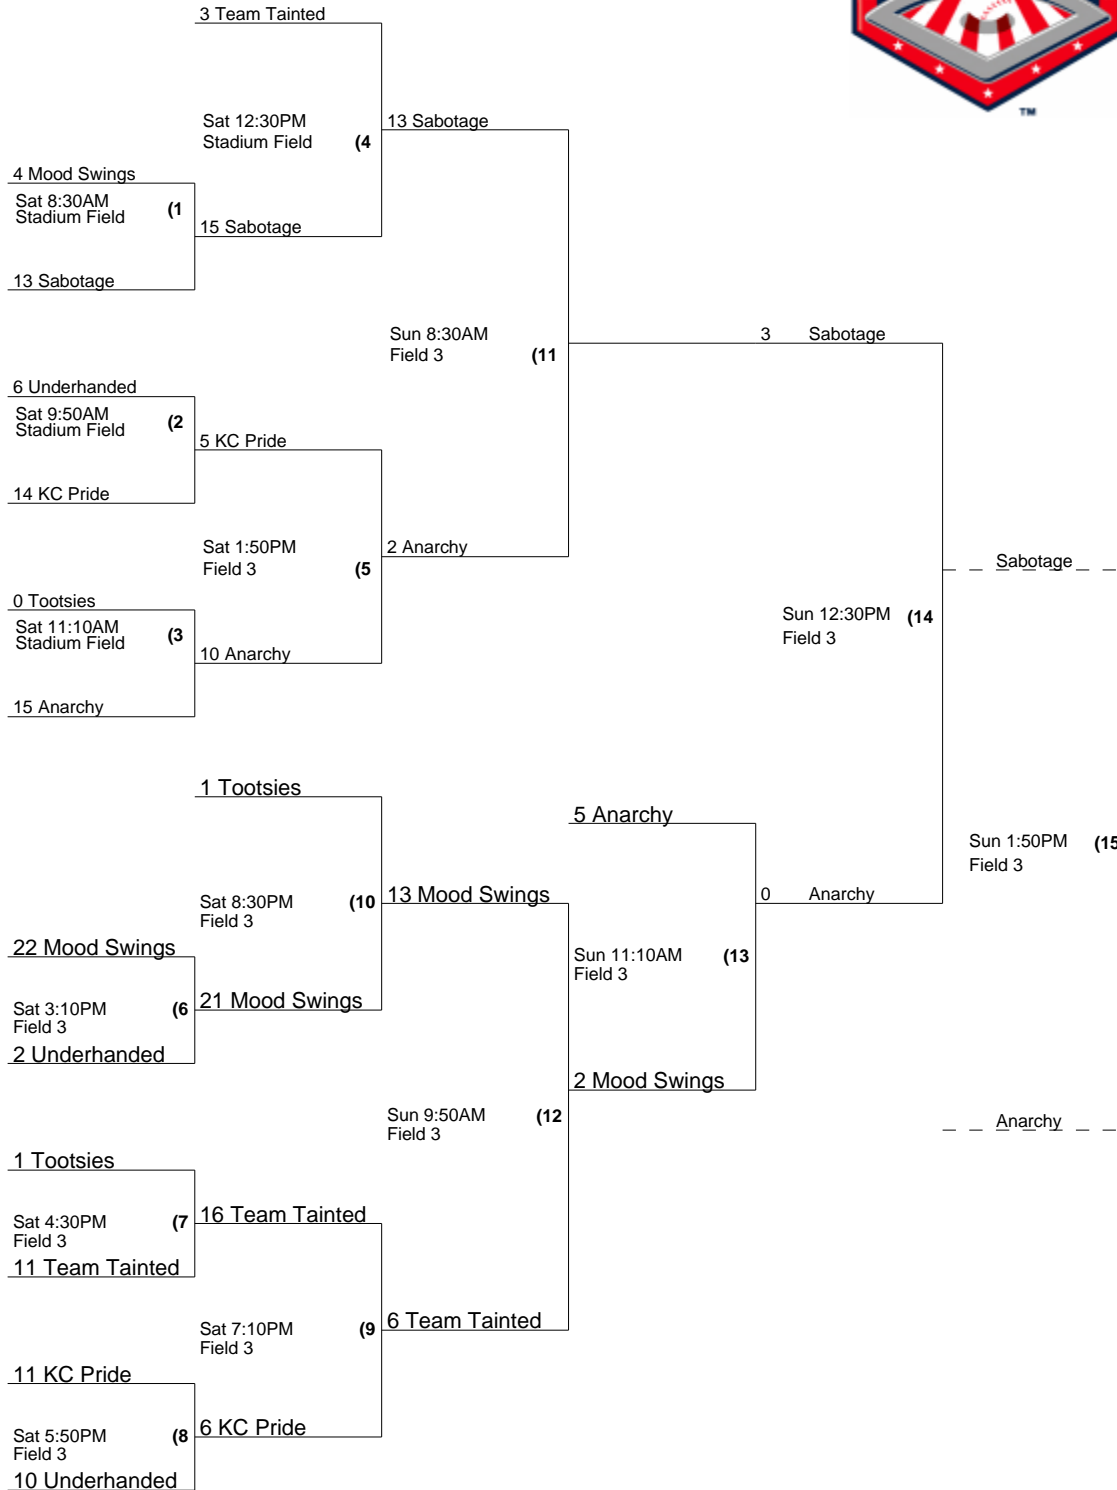 3 Team Tainted
TM
Sat 12:30PM
Stadium Field
(4
13 Sabotage
4 Mood Swings
Sat 8:30AM
Stadium Field
(1
15 Sabotage
13 Sabotage
Sun 8:30AM
Field 3
(11
3 Sabotage
6 Underhanded
Sat 9:50AM
Stadium Field
(2
5 KC Pride
14 KC Pride
Sat 1:50PM
Field 3
(5
2 Anarchy
Sabotage
0 Tootsies
Sat 11:10AM
Stadium Field
(3
10 Anarchy
Sun 12:30PM
Field 3
(14
15 Anarchy
1 Tootsies
5 Anarchy
Sun 1:50PM
Field 3
(15
Sat 8:30PM
Field 3
(10
13 Mood Swings
0 Anarchy
22 Mood Swings
Sun 11:10AM
Field 3
(13
Sat 3:10PM
Field 3
(6
21 Mood Swings
2 Underhanded
2 Mood Swings
Sun 9:50AM
Field 3
(12
Anarchy
1 Tootsies
Sat 4:30PM
Field 3
(7
16 Team Tainted
11 Team Tainted
Sat 7:10PM
Field 3
(9
6 Team Tainted
11 KC Pride
Sat 5:50PM
Field 3
(8
6 KC Pride
10 Underhanded